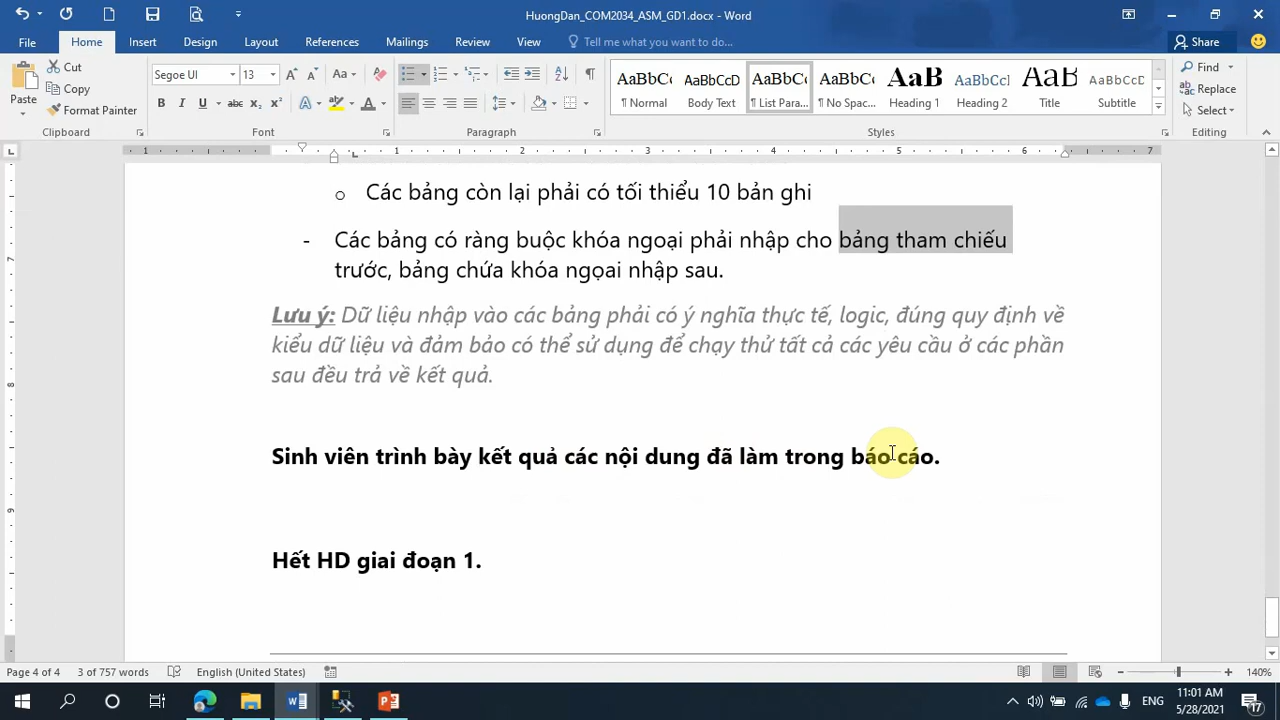 HuongDan_COM2034_ASM_GD1.docx - Word
Share
File Home Insert Design Layout References Mailings Review View Tell me what you want to do...
Paste
Cut
Copy
Format Painter
Clipboard
Segoe UI 13
Font
Paragraph
AaBbCc ¶ Normal
AaBbCcD Body Text
AaBbCc ¶ List Para...
AaBbCc ¶ No Spac...
AaB Heading 1
AaBbCcD Heading 2
AaB Title
AaBbCcD Subtitle
Styles
Find
Replace
Select
Editing
o Các bảng còn lại phải có tối thiểu 10 bản ghi
- Các bảng có ràng buộc khóa ngoại phải nhập cho bảng tham chiếu
trước, bảng chứa khóa ngọai nhập sau.
Lưu ý: Dữ liệu nhập vào các bảng phải có ý nghĩa thực tế, logic, đúng quy định về
kiểu dữ liệu và đảm bảo có thể sử dụng để chạy thử tất cả các yêu cầu ở các phần
sau đều trả về kết quả.
Sinh viên trình bày kết quả các nội dung đã làm trong báo cáo.
Hết HD giai đoạn 1.
Page 4 of 4 3 of 757 words English (United States) 140%
ENG
11:01 AM
5/28/2021
17